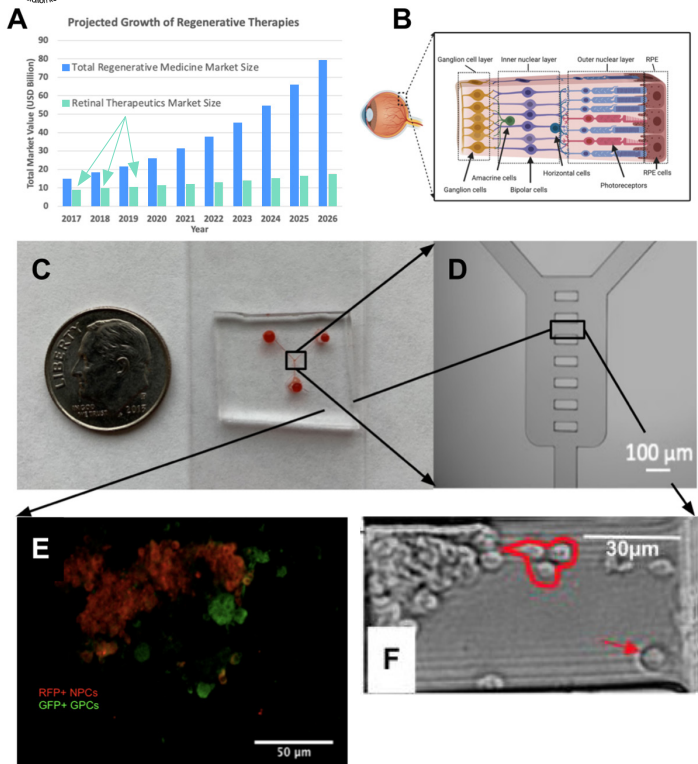 A
Projected Growth of Regenerative Therapies
Total Market Value (USD Billion)
90
80
70
60
50
40
30
20
10
0
Total Regenerative Medicine Market Size
Retinal Therapeutics Market Size
2017 2018 2019 2020 2021 2022 2023 2024 2025 2026
Year
B
Ganglion cell layer Inner nuclear layer Outer nuclear layer RPE
Amacrine cells Horizontal cells
Photoreceptors RPE cells
Ganglion cells Bipolar cells
C
LIBERTY
D
100 µm
E
RFP+ NPCs
GFP+ GPCs
50 µm
30µm
F